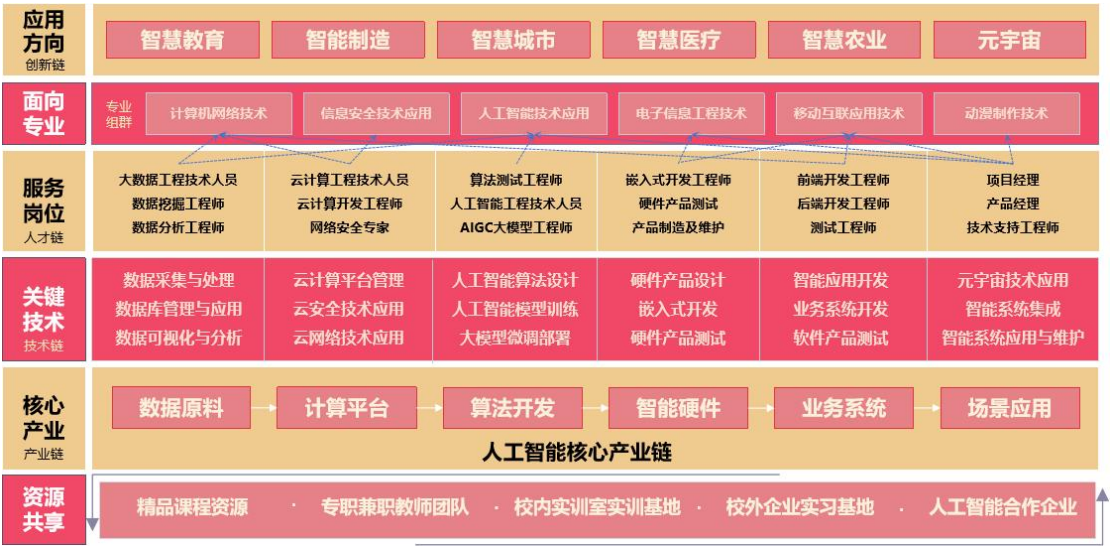 应用
方向
创新链
智慧教育
智能制造
智慧城市
智慧医疗
智慧农业
元宇宙
面向
专业
专业
组群
计算机网络技术
信息安全技术应用
人工智能技术应用
电子信息工程技术
移动互联应用技术
动漫制作技术
服务
岗位
人才链
大数据工程技术人员
数据挖掘工程师
数据分析工程师
云计算工程技术人员
云计算开发工程师
网络安全专家
算法测试工程师
人工智能工程技术人员
AIGC大模型工程师
嵌入式开发工程师
硬件产品测试
产品制造及维护
前端开发工程师
后端开发工程师
测试工程师
项目经理
产品经理
技术支持工程师
关键
技术
技术链
数据采集与处理
数据库管理与应用
数据可视化与分析
云计算平台管理
云安全技术应用
云网络技术应用
人工智能算法设计
人工智能模型训练
大模型微调部署
硬件产品设计
嵌入式开发
硬件产品测试
智能应用开发
业务系统开发
软件产品测试
元宇宙技术应用
智能系统集成
智能系统应用与维护
核心
产业
产业链
数据原料
计算平台
算法开发
智能硬件
业务系统
场景应用
人工智能核心产业链
资源
共享
精品课程资源 · 专职兼职教师团队 · 校内实训室实训基地 · 校外企业实习基地 · 人工智能合作企业